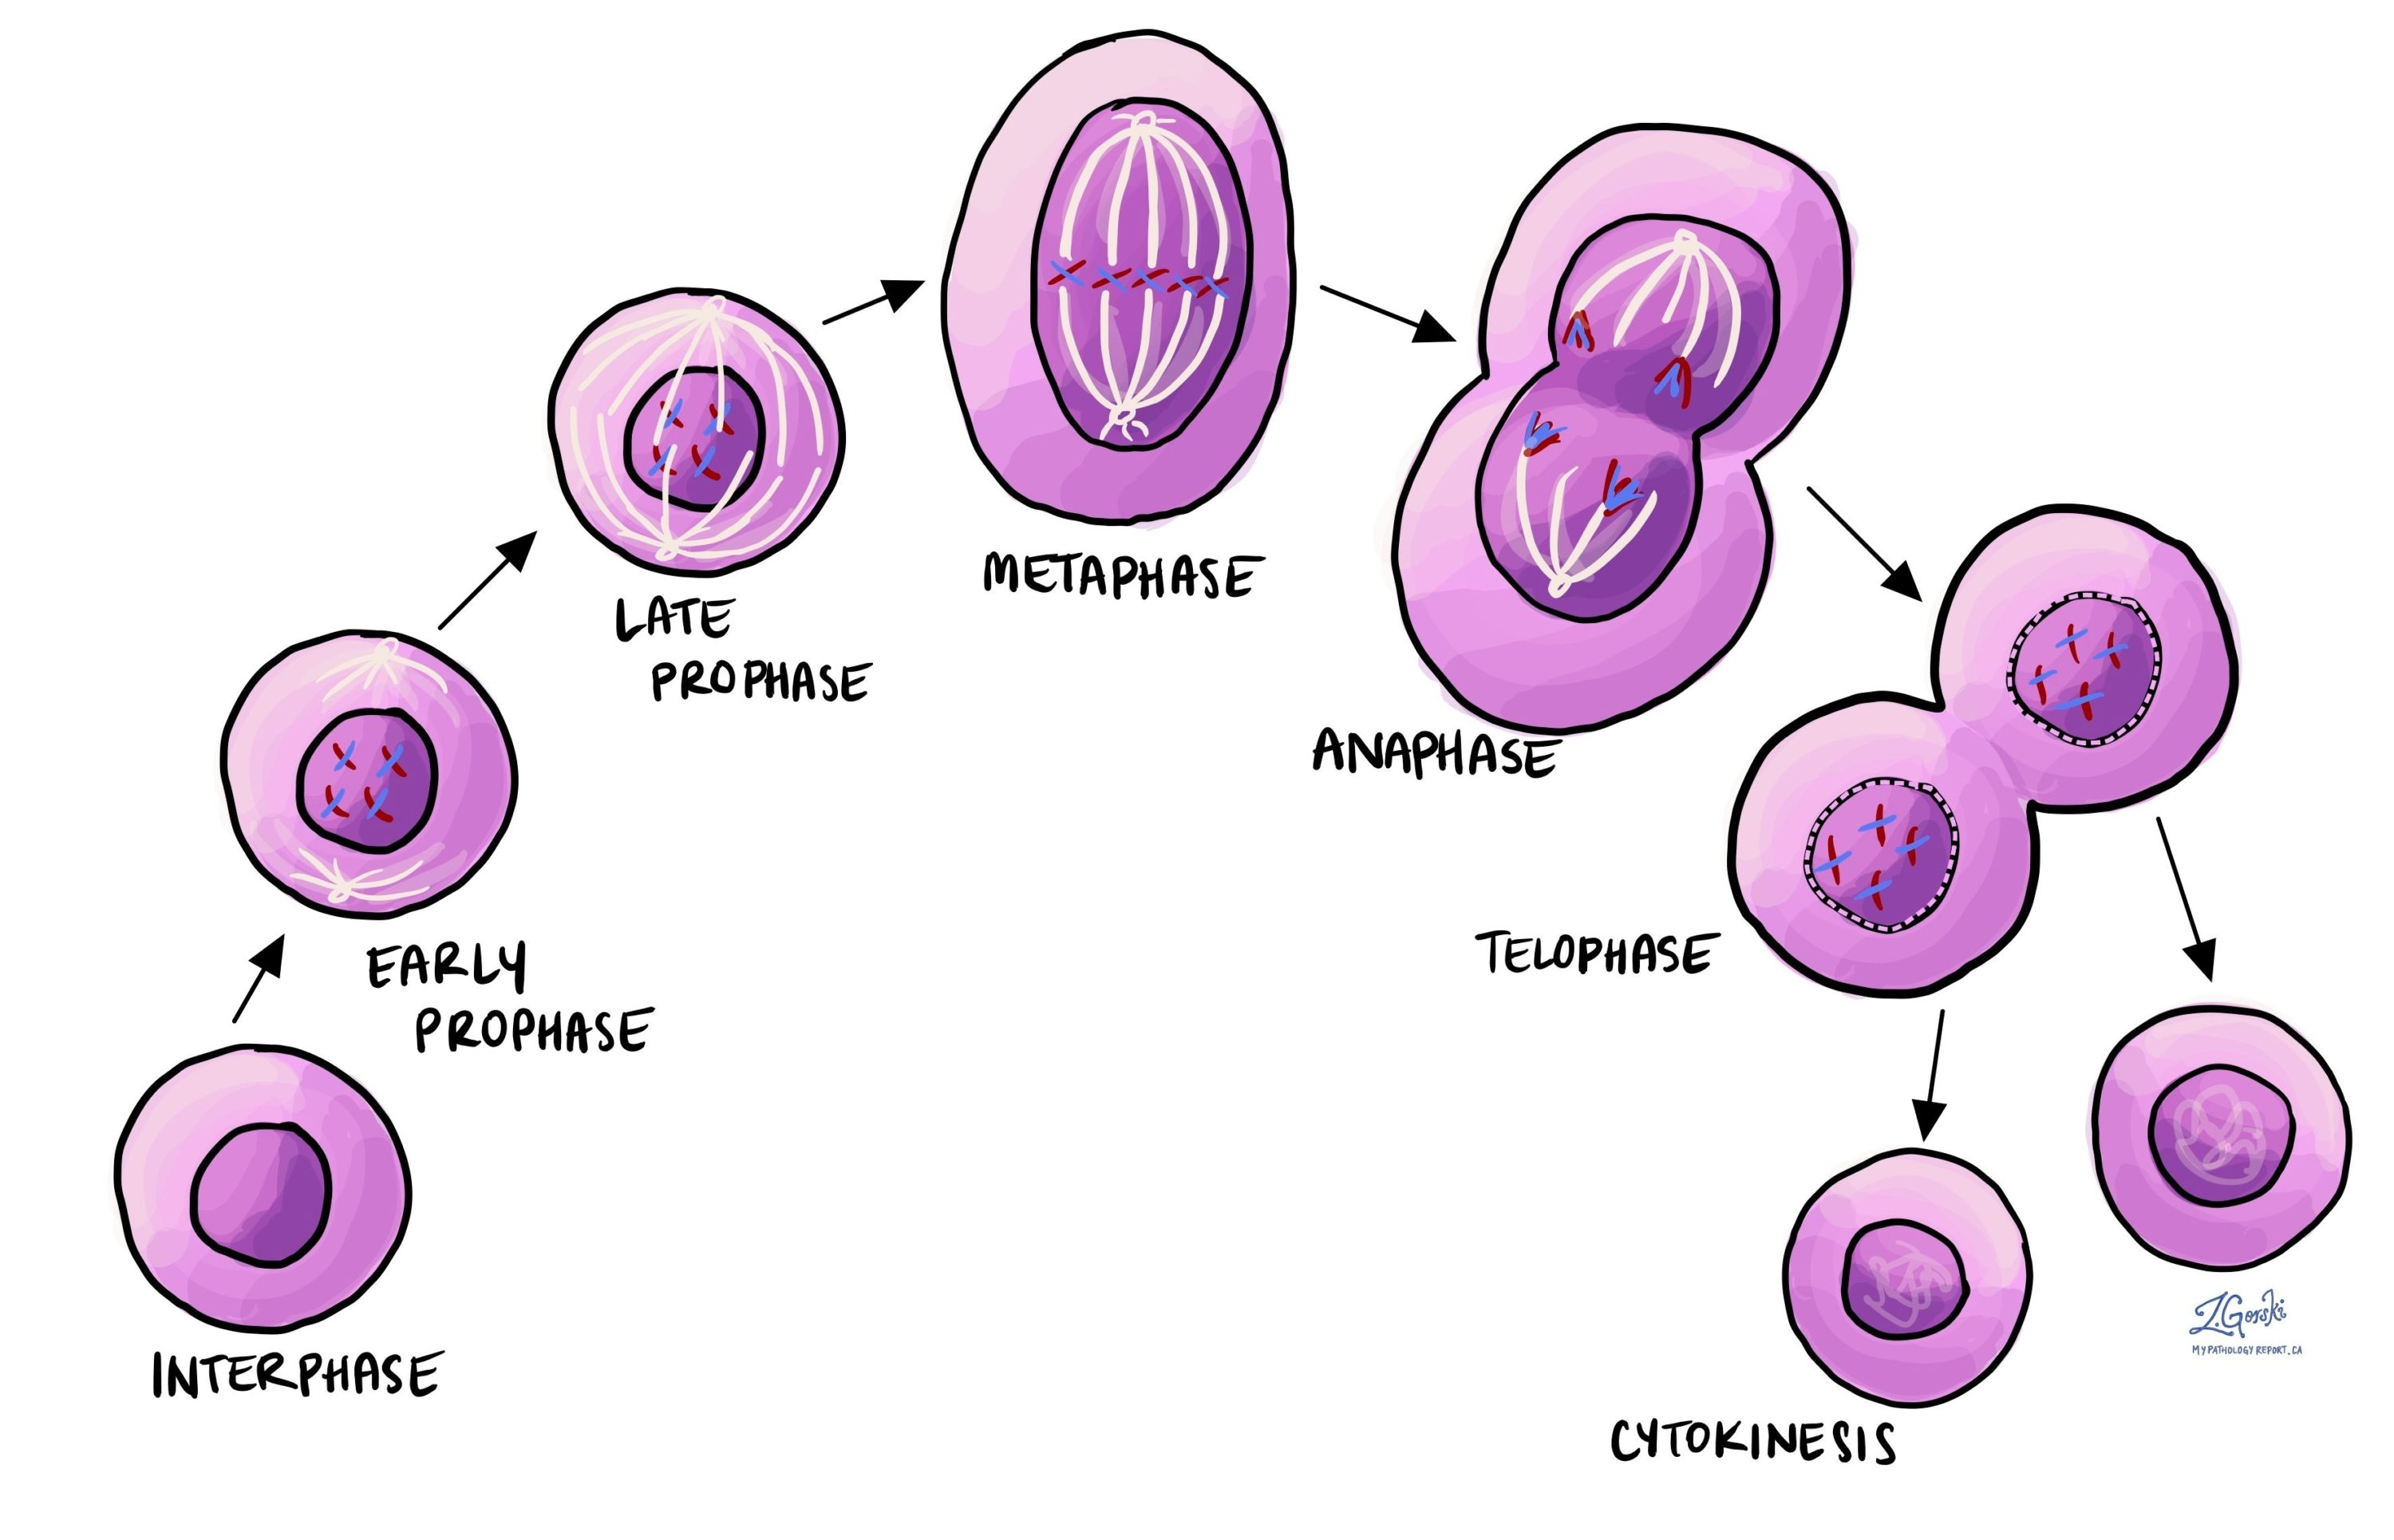 INTERPHASE
EARLY
PROPHASE
LATE
PROPHASE
METAPHASE
ANAPHASE
TELOPHASE
CYTOKINESIS
Z.Gorski
MYPATHOLOGYREPORT.CA